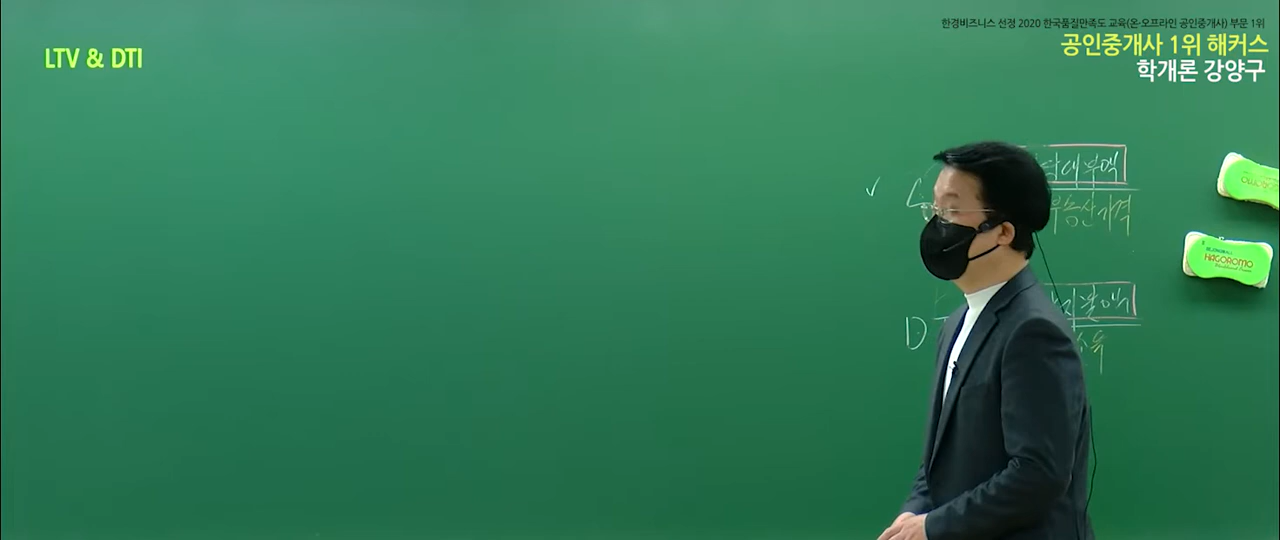 한경비즈니스 선정 2020 한국품질만족도 교육(온·오프라인 공인중개사) 부문 1위
LTV & DTI
공인중개사 1위 해커스
학개론 강양구
대부액
부동산가격
D
HAGOROMO